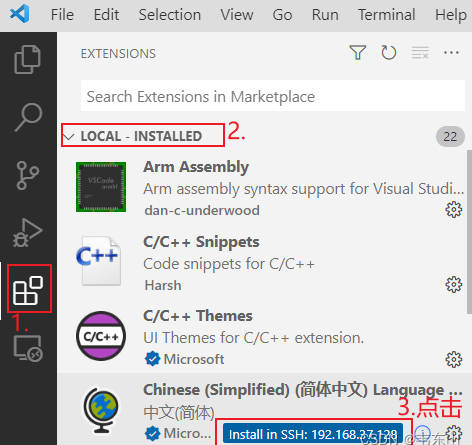 File Edit Selection View Go Run Terminal Help
EXTENSIONS
Search Extensions in Marketplace
LOCAL - INSTALLED 2. 22
Arm Assembly
Arm assembly syntax support for Visual Studi...
dan-c-underwood
C/C++ Snippets
Code snippets for C/C++
Harsh
C/C++ Themes
UI Themes for C/C++ extension.
Microsoft
1.
Chinese (Simplified) (简体中文) Language ...
中文(简体)
3.点击
Micro... Install in SSH: 192.168.37.128